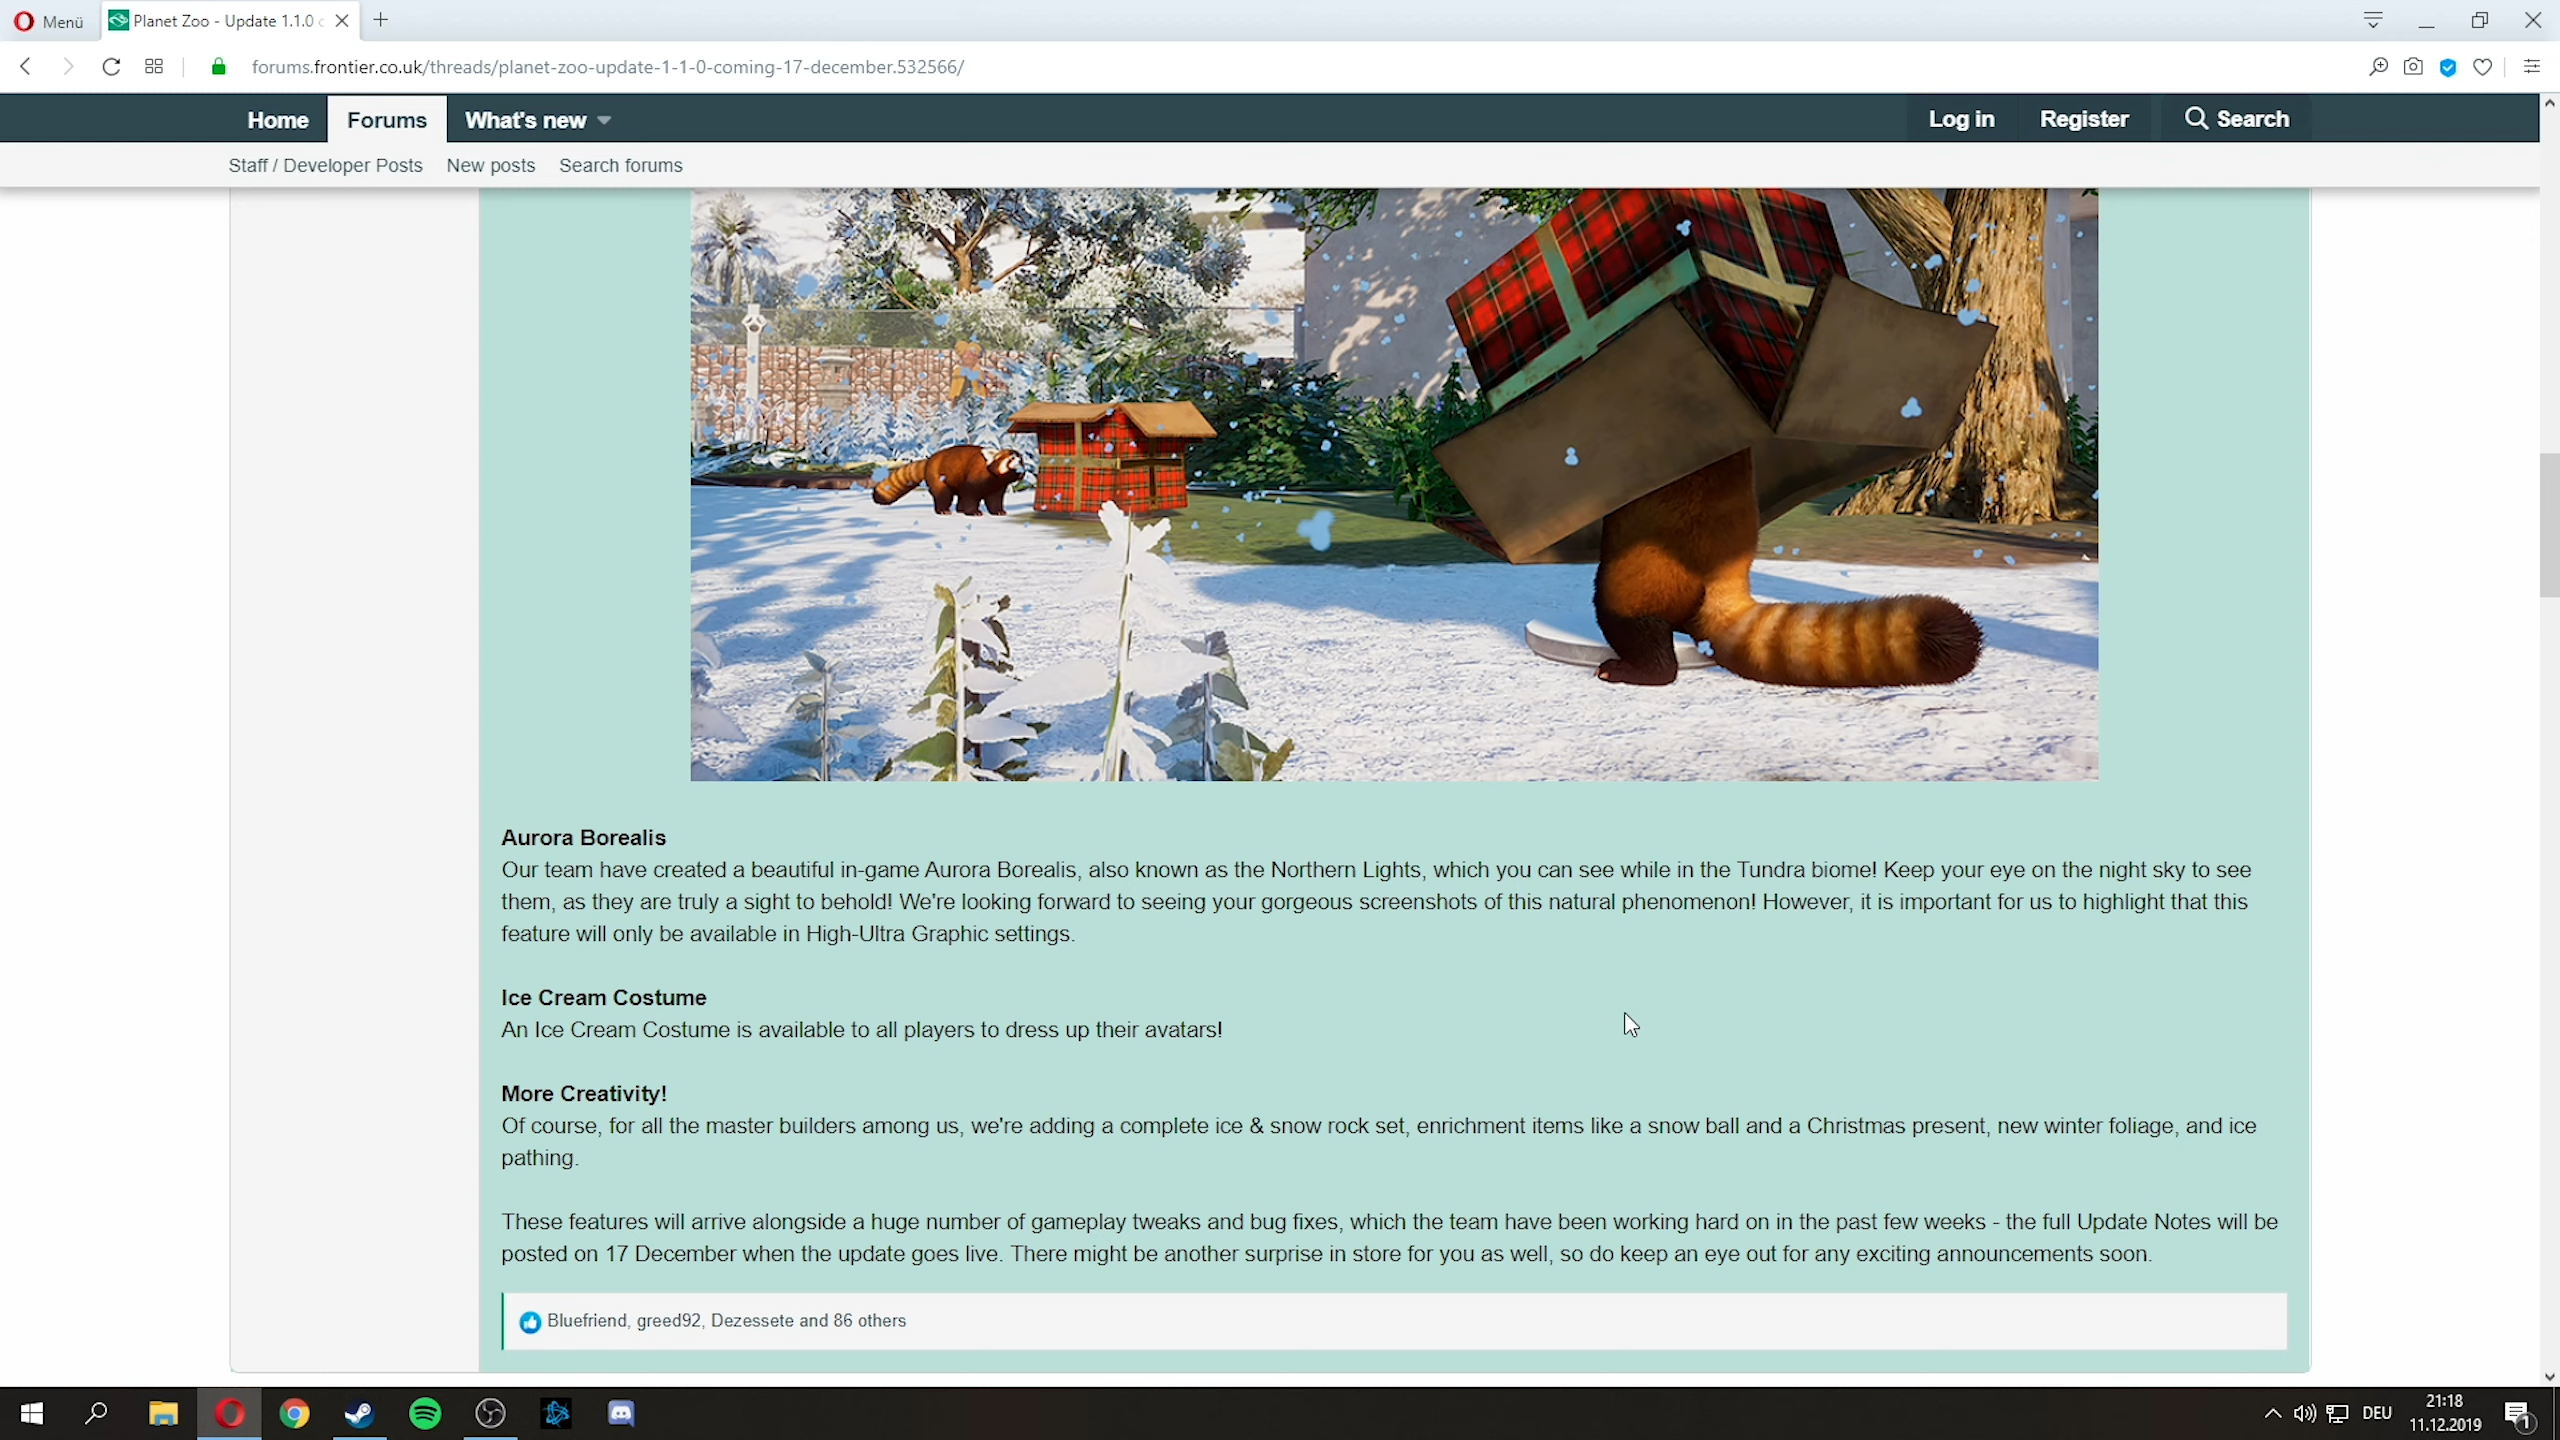 Menü
Planet Zoo - Update 1.1.0
forums.frontier.co.uk/threads/planet-zoo-update-1-1-0-coming-17-december.532566/
Home Forums What's new Log in Register Search
Staff / Developer Posts New posts Search forums
Aurora Borealis
Our team have created a beautiful in-game Aurora Borealis, also known as the Northern Lights, which you can see while in the Tundra biome! Keep your eye on the night sky to see
them, as they are truly a sight to behold! We're looking forward to seeing your gorgeous screenshots of this natural phenomenon! However, it is important for us to highlight that this
feature will only be available in High-Ultra Graphic settings.
Ice Cream Costume
An Ice Cream Costume is available to all players to dress up their avatars!
More Creativity!
Of course, for all the master builders among us, we're adding a complete ice & snow rock set, enrichment items like a snow ball and a Christmas present, new winter foliage, and ice
pathing.
These features will arrive alongside a huge number of gameplay tweaks and bug fixes, which the team have been working hard on in the past few weeks - the full Update Notes will be
posted on 17 December when the update goes live. There might be another surprise in store for you as well, so do keep an eye out for any exciting announcements soon.
Bluefriend, greed92, Dezessete and 86 others
DEU
21:18
11.12.2019
1